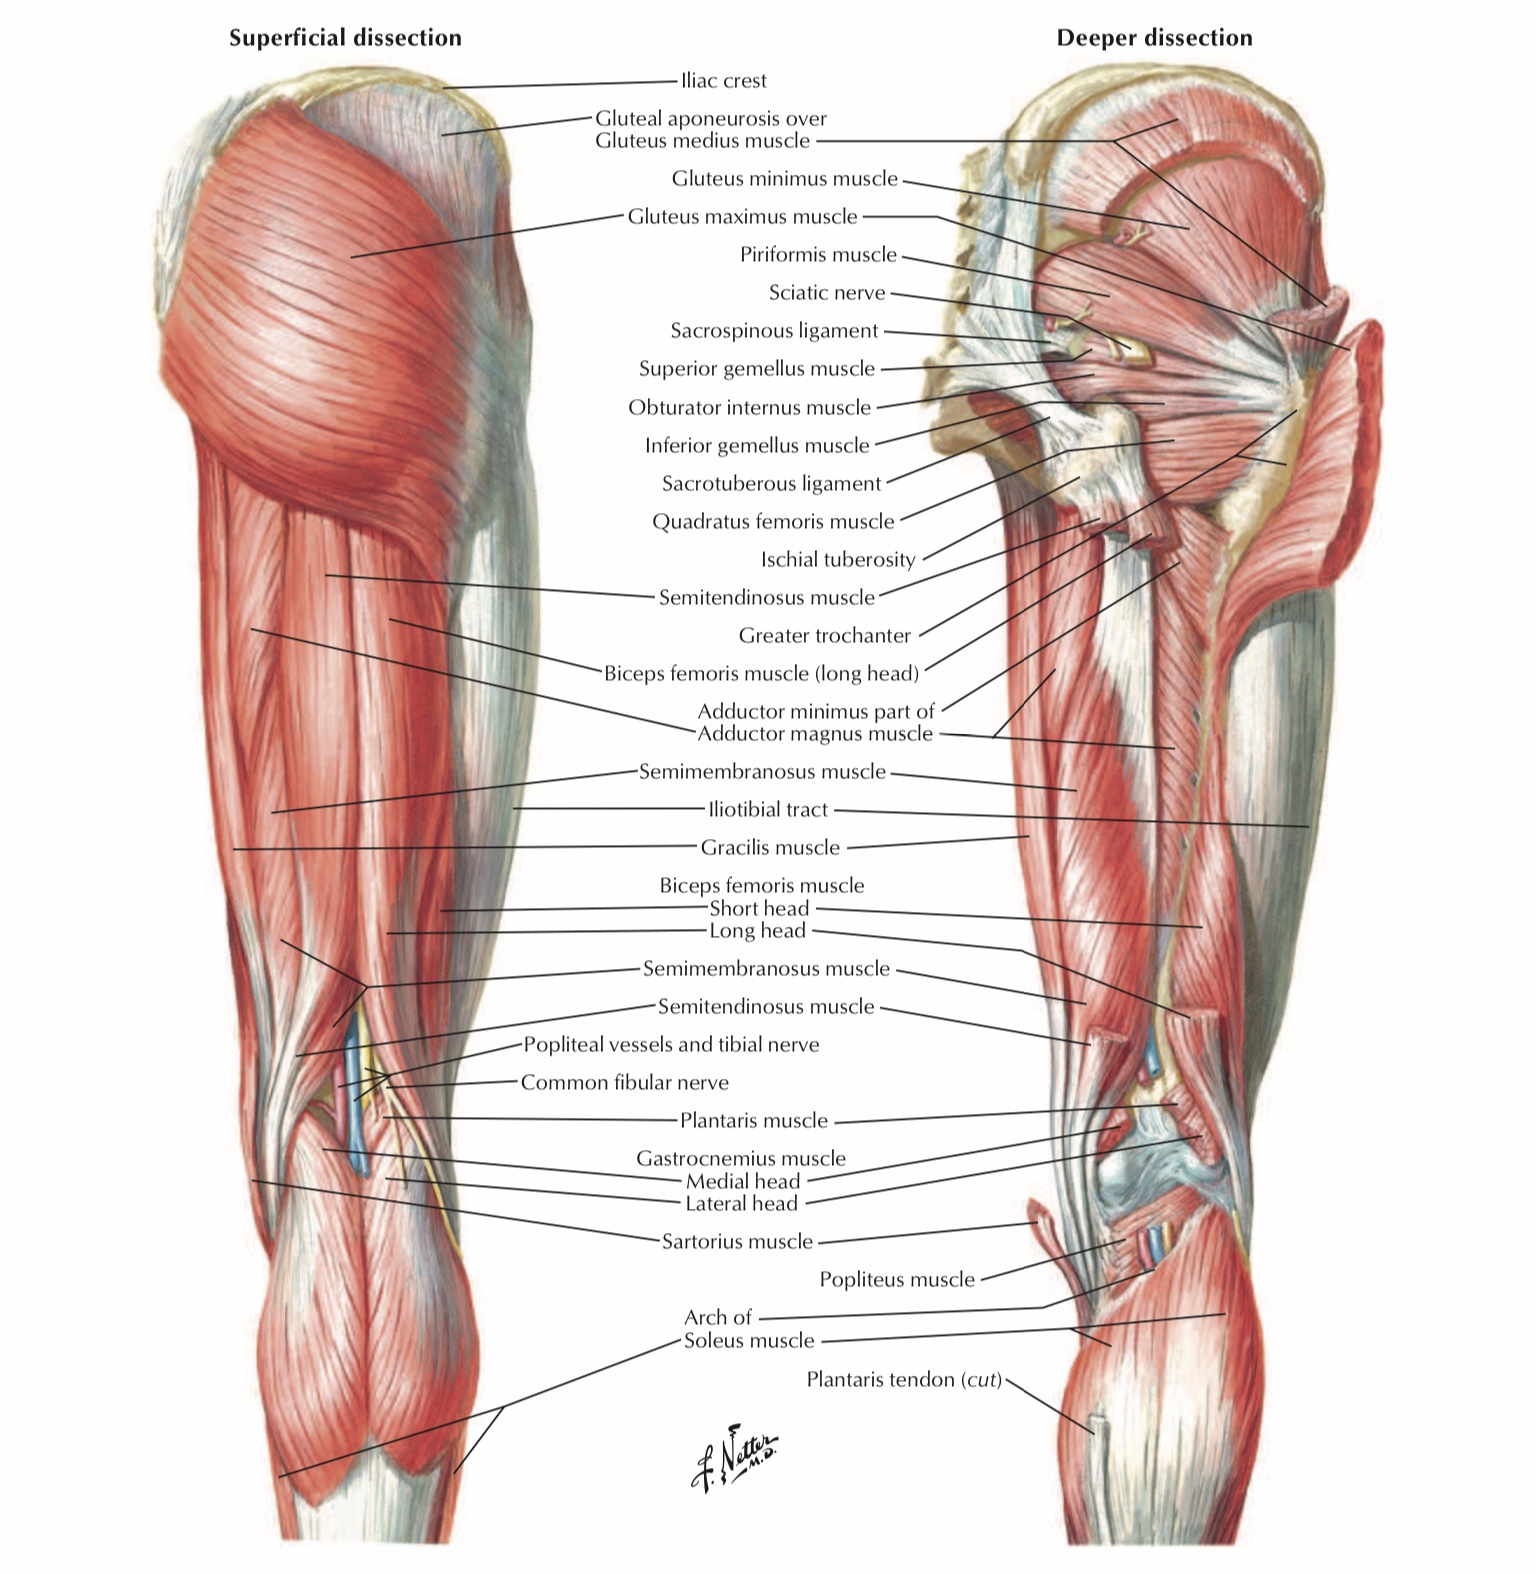 Superficial dissection
Deeper dissection
Iliac crest
Gluteal aponeurosis over
Gluteus medius muscle
Gluteus minimus muscle
Gluteus maximus muscle
Piriformis muscle
Sciatic nerve
Sacrospinous ligament
Superior gemellus muscle
Obturator internus muscle
Inferior gemellus muscle
Sacrotuberous ligament
Quadratus femoris muscle
Ischial tuberosity
Semitendinosus muscle
Greater trochanter
Biceps femoris muscle (long head)
Adductor minimus part of
Adductor magnus muscle
Semimembranosus muscle
Iliotibial tract
Gracilis muscle
Biceps femoris muscle
Short head
Long head
Semimembranosus muscle
Semitendinosus muscle
Popliteal vessels and tibial nerve
Common fibular nerve
Plantaris muscle
Gastrocnemius muscle
Medial head
Lateral head
Sartorius muscle
Popliteus muscle
Arch of
Soleus muscle
Plantaris tendon (cut)
F. Netter
M.D.